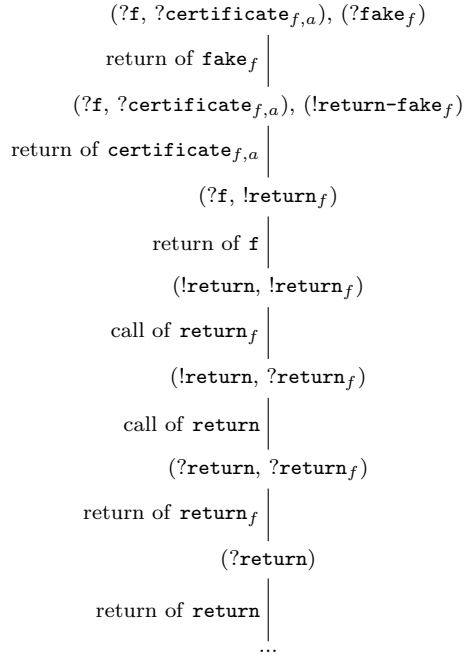 (?f, ?certificate_{f,a}), (?fake_f)
return of fake_f
(?f, ?certificate_{f,a}), (!return-fake_f)
return of certificate_{f,a}
(?f, !return_f)
return of f
(!return, !return_f)
call of return_f
(!return, ?return_f)
call of return
(?return, ?return_f)
return of return_f
(?return)
return of return
...